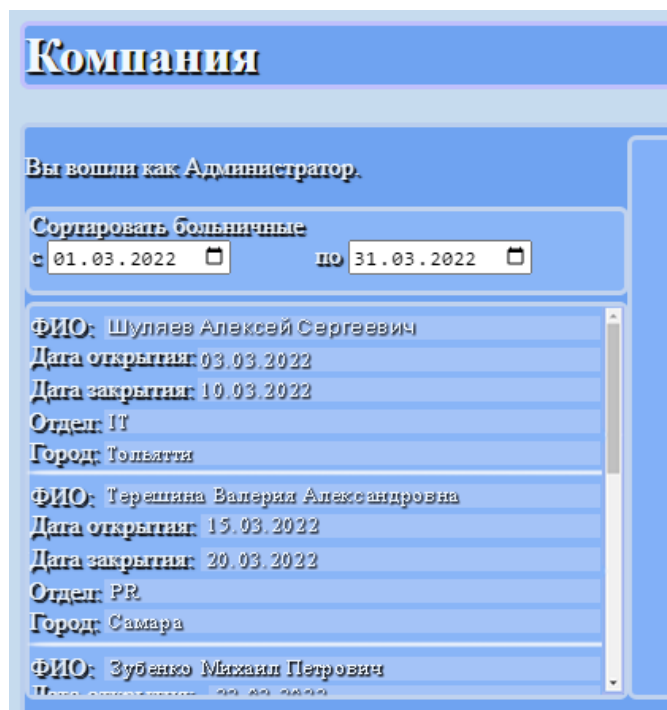 Компания
Вы вошли как Администратор.
Сортировать больничные
с 01.03.2022 по 31.03.2022
ФИО: Шуляев Алексей Сергеевич
Дата открытия: 03.03.2022
Дата закрытия: 10.03.2022
Отдел: IT
Город: Тольятти
ФИО: Терешина Валерия Александровна
Дата открытия: 15.03.2022
Дата закрытия: 20.03.2022
Отдел: PR
Город: Самара
ФИО: Зубенко Михаил Петрович